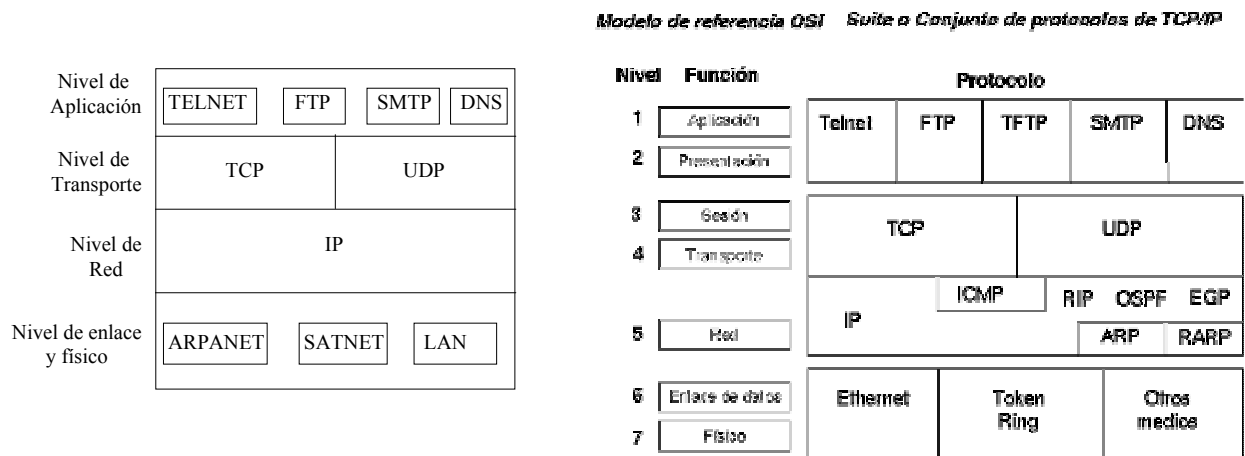 Nivel de
Aplicación
TELNET FTP SMTP DNS
Nivel de
Transporte
TCP UDP
Nivel de
Red
IP
Nivel de enlace
y físico
ARPANET SATNET LAN
Modelo de referencia OSI Suite o Conjunto de protocolos de TCP/IP
Nivel Función Protocolo
1 Aplicación Telnet FTP TFTP SMTP DNS
2 Presentación
3 Sesión
TCP UDP
4 Transporte
ICMP RIP OSPF EGP
IP
5 Red ARP RARP
6 Enlace de datos Ethernet Token Otros
Ring medios
7 Físico